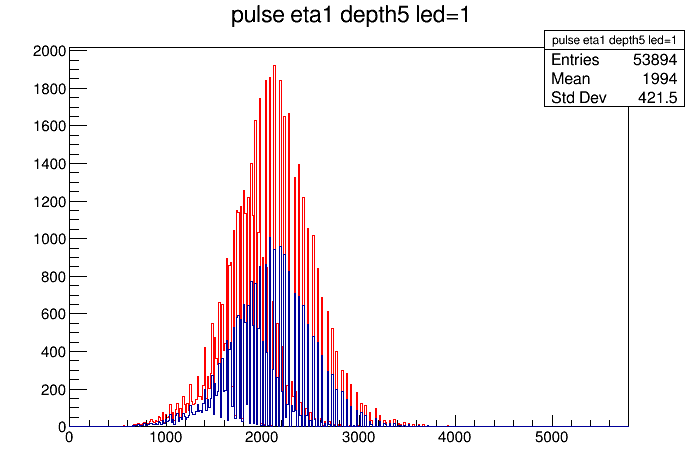 pulse eta1 depth5 led=1
pulse eta1 depth5 led=1
Entries 53894
Mean 1994
Std Dev 421.5
2000
1800
1600
1400
1200
1000
800
600
400
200
0
0 1000 2000 3000 4000 5000